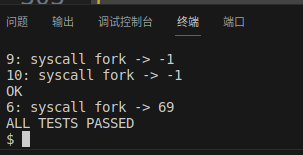 问题 输出 调试控制台 终端 端口
9: syscall fork -> -1
10: syscall fork -> -1
OK
6: syscall fork -> 69
ALL TESTS PASSED
$